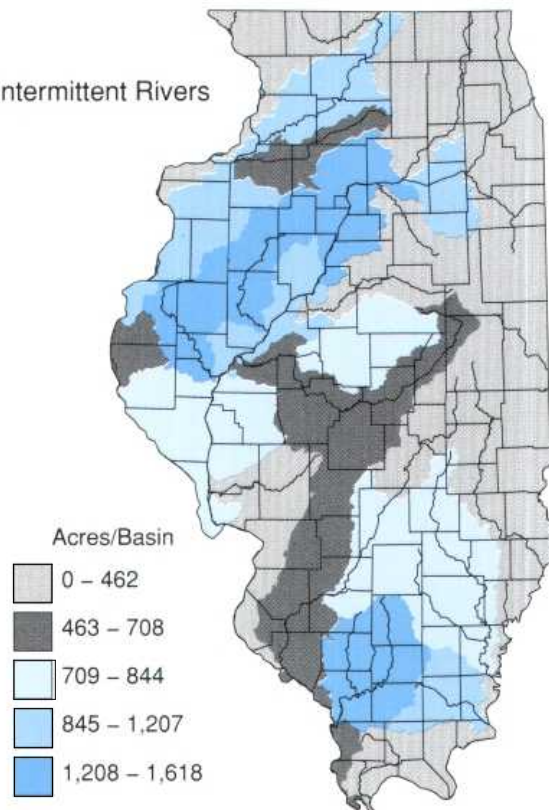 ntermittent Rivers
Acres/Basin
0 – 462
463 – 708
709 – 844
845 – 1,207
1,208 – 1,618